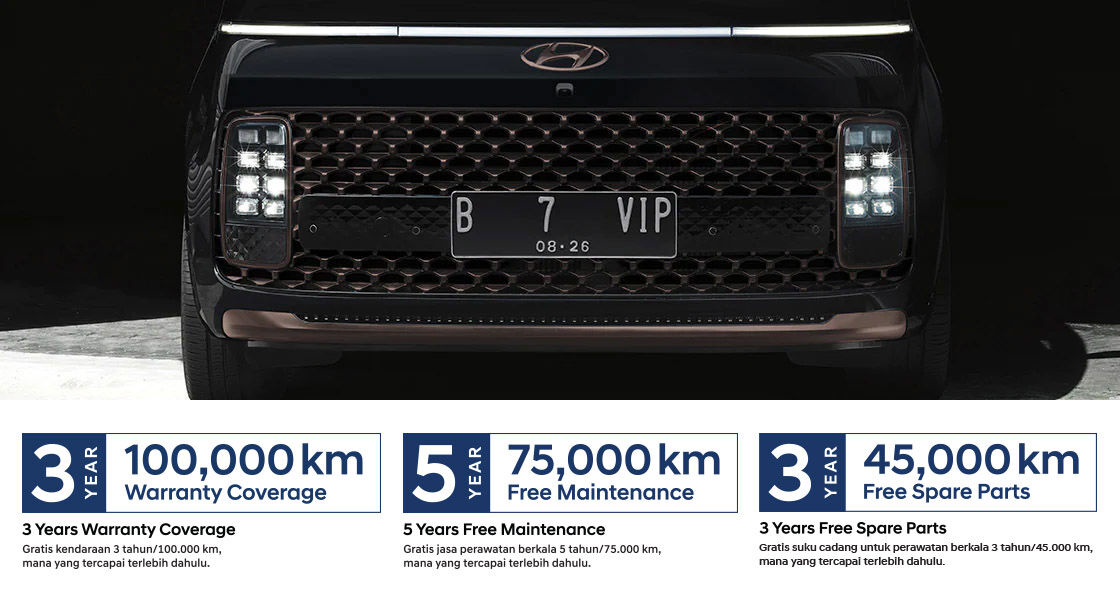 B 7 VIP
08·26
3 YEAR
100,000 km
Warranty Coverage
3 Years Warranty Coverage
Gratis kendaraan 3 tahun/100.000 km,
mana yang tercapai terlebih dahulu.
5 YEAR
75,000 km
Free Maintenance
5 Years Free Maintenance
Gratis jasa perawatan berkala 5 tahun/75.000 km,
mana yang tercapai terlebih dahulu.
3 YEAR
45,000 km
Free Spare Parts
3 Years Free Spare Parts
Gratis suku cadang untuk perawatan berkala 3 tahun/45.000 km,
mana yang tercapai terlebih dahulu.